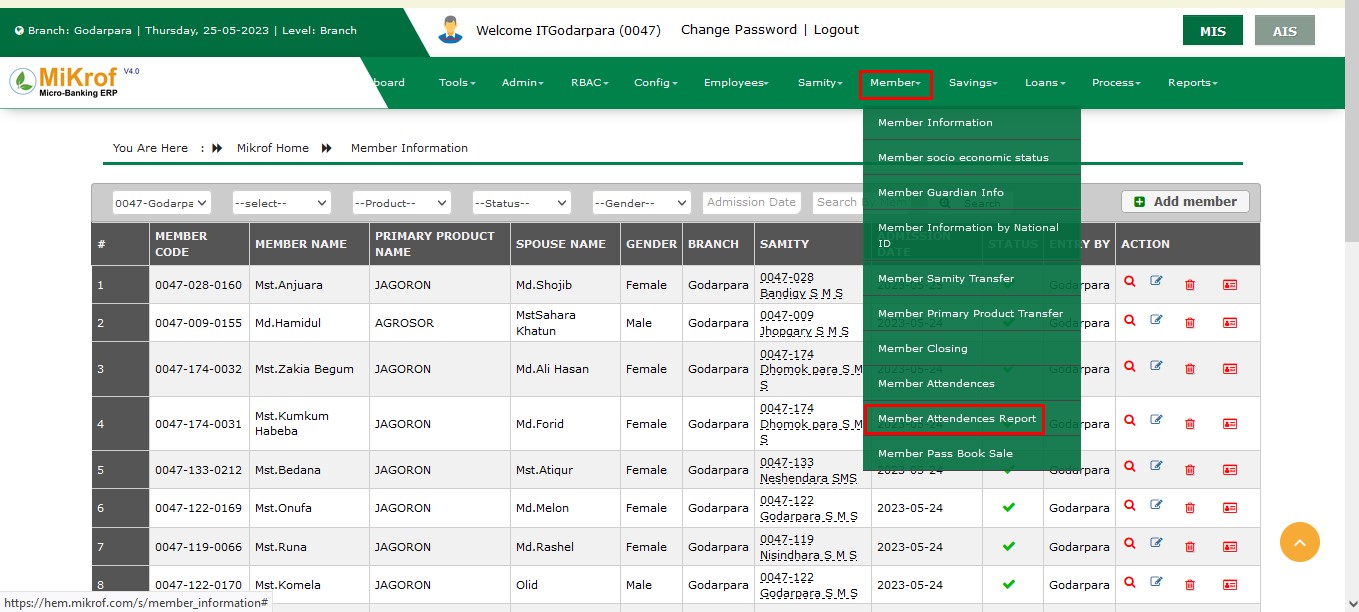 Branch: Godarpara | Thursday, 25-05-2023 | Level: Branch
Welcome ITGodarpara (0047)
Change Password | Logout
MIS
AIS
MiKrof V4.0
Micro-Banking ERP
board
Tools
Admin
RBAC
Config
Employees
Samity
Member
Savings
Loans
Process
Reports
Member Information
Member socio economic status
Member Guardian Info
Member Information by National
ID
Member Samity Transfer
Member Primary Product Transfer
Member Closing
Member Attendences
Member Attendences Report
Member Pass Book Sale
You Are Here : Mikrof Home Member Information
0047-Godarpa
--select--
--Product--
--Status--
--Gender--
Admission Date
Search
Search
Add member
# MEMBER CODE MEMBER NAME PRIMARY PRODUCT NAME SPOUSE NAME GENDER BRANCH SAMITY ADMISSION DATE STATUS ENTRY BY ACTION
1 0047-028-0160 Mst.Anjuara JAGORON Md.Shojib Female Godarpara 0047-028 Bandigy S M S Godarpara
2 0047-009-0155 Md.Hamidul AGROSOR MstSahara Khatun Male Godarpara 0047-009 Jhopgary S M S Godarpara
3 0047-174-0032 Mst.Zakia Begum JAGORON Md.Ali Hasan Female Godarpara 0047-174 Dhomok para S M S 2023-05-24 Godarpara
4 0047-174-0031 Mst.Kumkum Habeba JAGORON Md.Forid Female Godarpara 0047-174 Dhomok para S M S 2023-05-24 Godarpara
5 0047-133-0212 Mst.Bedana JAGORON Mst.Atiqur Female Godarpara 0047-133 Neshendara SMS 2023-05-24 Godarpara
6 0047-122-0169 Mst.Onufa JAGORON Md.Melon Female Godarpara 0047-122 Godarpara S M S 2023-05-24 Godarpara
7 0047-119-0066 Mst.Runa JAGORON Md.Rashel Female Godarpara 0047-119 Nisindhara S M S 2023-05-24 Godarpara
8 0047-122-0170 Mst.Komela JAGORON Olid Male Godarpara 0047-122 Godarpara S M S 2023-05-24 Godarpara
https://hem.mikrof.com/s/member_information#